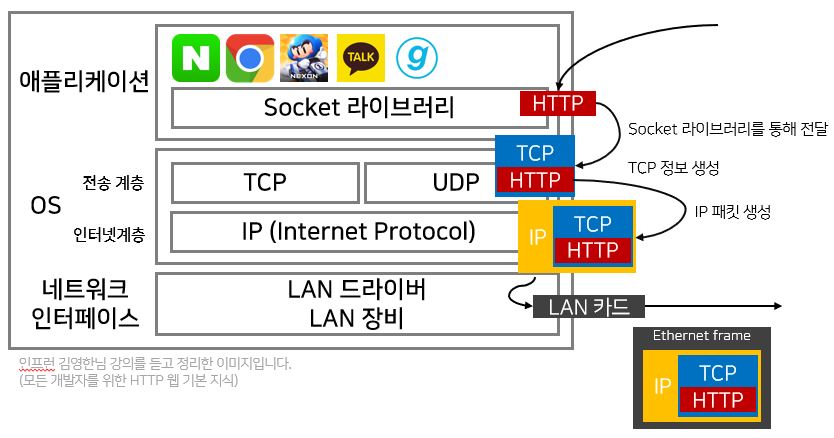 N
NEXON
TALK
g
애플리케이션
Socket 라이브러리
HTTP
Socket 라이브러리를 통해 전달
TCP
HTTP
TCP 정보 생성
OS
전송 계층
TCP
UDP
IP 패킷 생성
인터넷계층
IP (Internet Protocol)
IP
TCP
HTTP
네트워크
인터페이스
LAN 드라이버
LAN 장비
LAN 카드
Ethernet frame
IP
TCP
HTTP
인프런 김영한님 강의를 듣고 정리한 이미지입니다.
(모든 개발자를 위한 HTTP 웹 기본 지식)